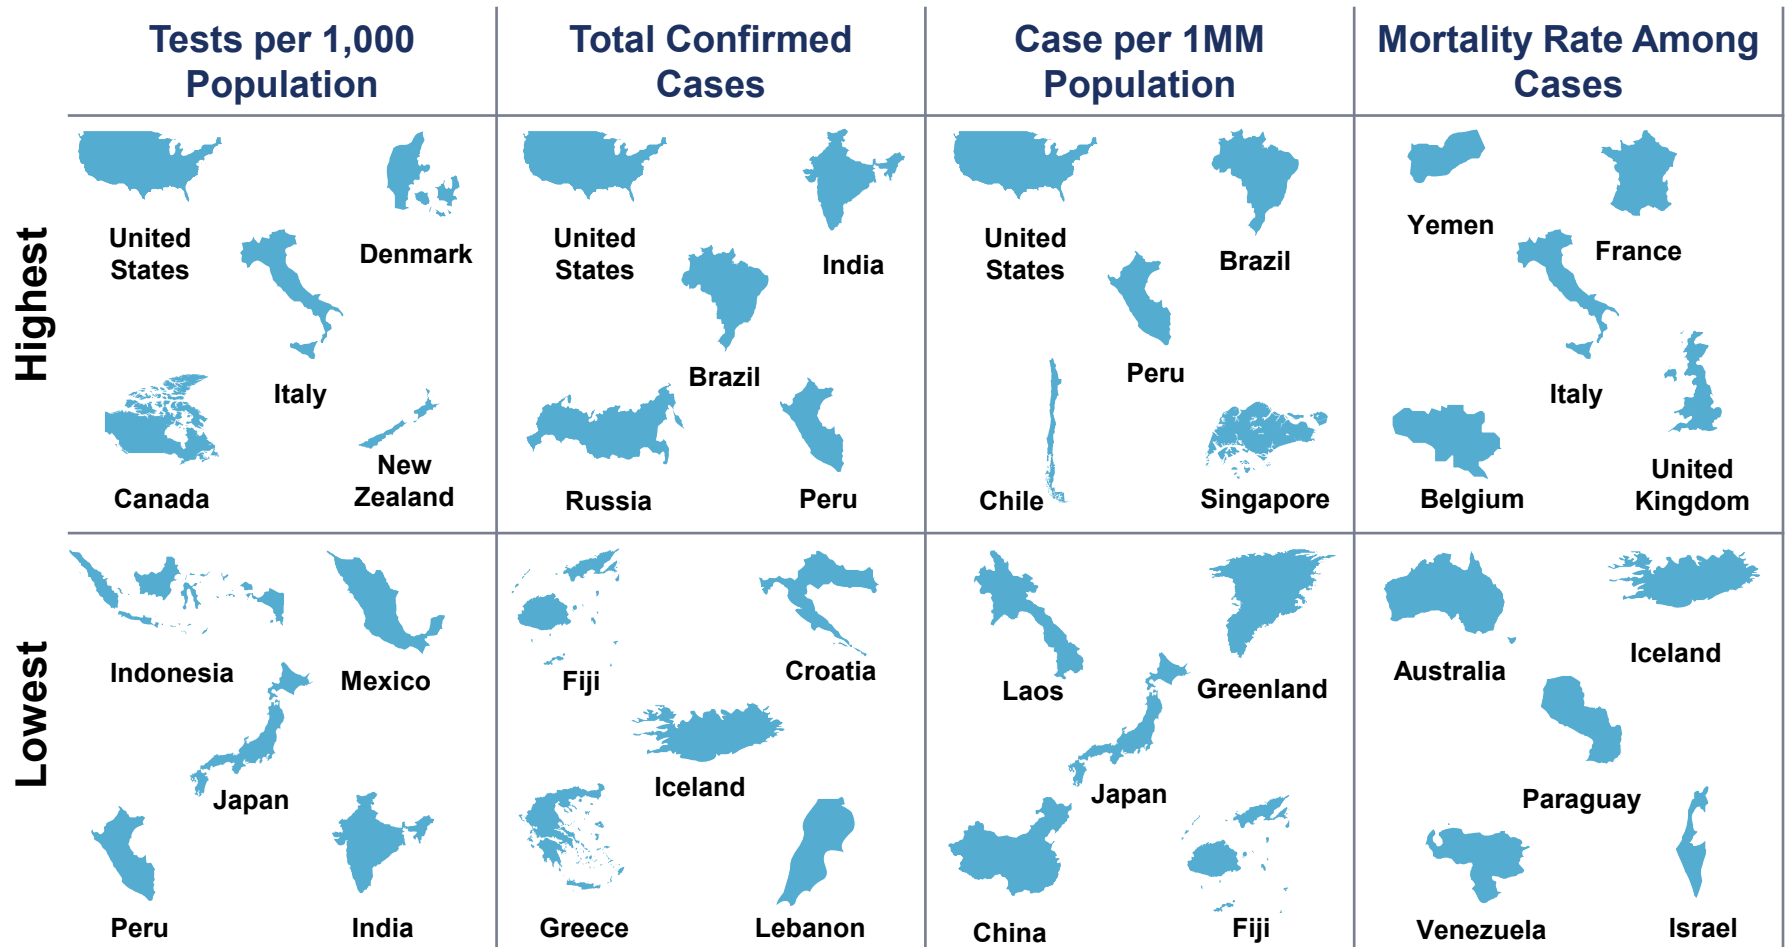 Tests per 1,000
Population
Total Confirmed
Cases
Case per 1MM
Population
Mortality Rate Among
Cases
Highest
United
States
Denmark
Italy
Canada
New
Zealand
United
States
India
Brazil
Russia
Peru
United
States
Brazil
Peru
Chile
Singapore
Yemen
France
Italy
Belgium
United
Kingdom
Lowest
Indonesia
Mexico
Japan
Peru
India
Fiji
Croatia
Iceland
Greece
Lebanon
Laos
Greenland
Japan
China
Fiji
Australia
Iceland
Paraguay
Venezuela
Israel